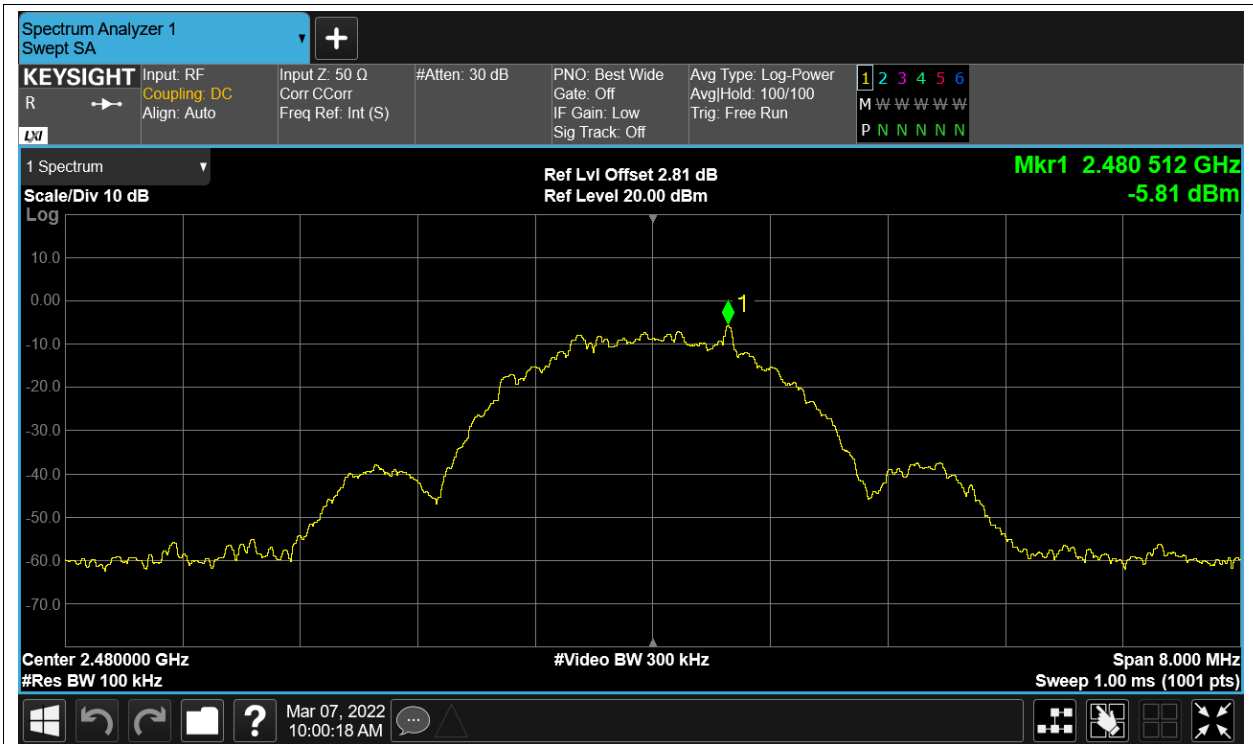 Spectrum Analyzer 1
Swept SA
KEYSIGHT
R
LXI
Input: RF
Coupling: DC
Align: Auto
Input Z: 50 Ω
Corr CCorr
Freq Ref: Int (S)
#Atten: 30 dB
PNO: Best Wide
Gate: Off
IF Gain: Low
Sig Track: Off
Avg Type: Log-Power
Avg|Hold: 100/100
Trig: Free Run
1 2 3 4 5 6
M W W W W W
P N N N N N
1 Spectrum
Scale/Div 10 dB
Ref Lvl Offset 2.81 dB
Ref Level 20.00 dBm
Mkr1 2.480 512 GHz
-5.81 dBm
Log
10.0
0.00
-10.0
-20.0
-30.0
-40.0
-50.0
-60.0
-70.0
1
Center 2.480000 GHz
#Res BW 100 kHz
#Video BW 300 kHz
Span 8.000 MHz
Sweep 1.00 ms (1001 pts)
?
Mar 07, 2022
10:00:18 AM